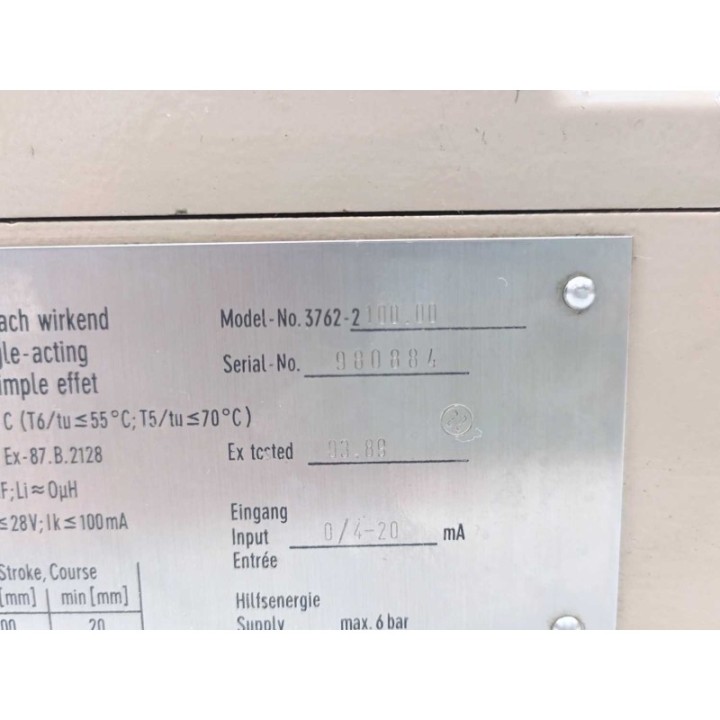 ach wirkend
gle-acting
imple effet
C (T6/tu≤55°C; T5/tu≤70°C)
Ex-87.B.2128
F; Li≈0µH
≤28V; Ik≤100mA
Stroke, Course
[mm] min [mm]
00 20
Model-No. 3762-2100.00
Serial-No. 980884
Ex tested
Eingang
Input 0/4-20 mA
Entrée
Hilfsenergie
Supply max. 6 bar